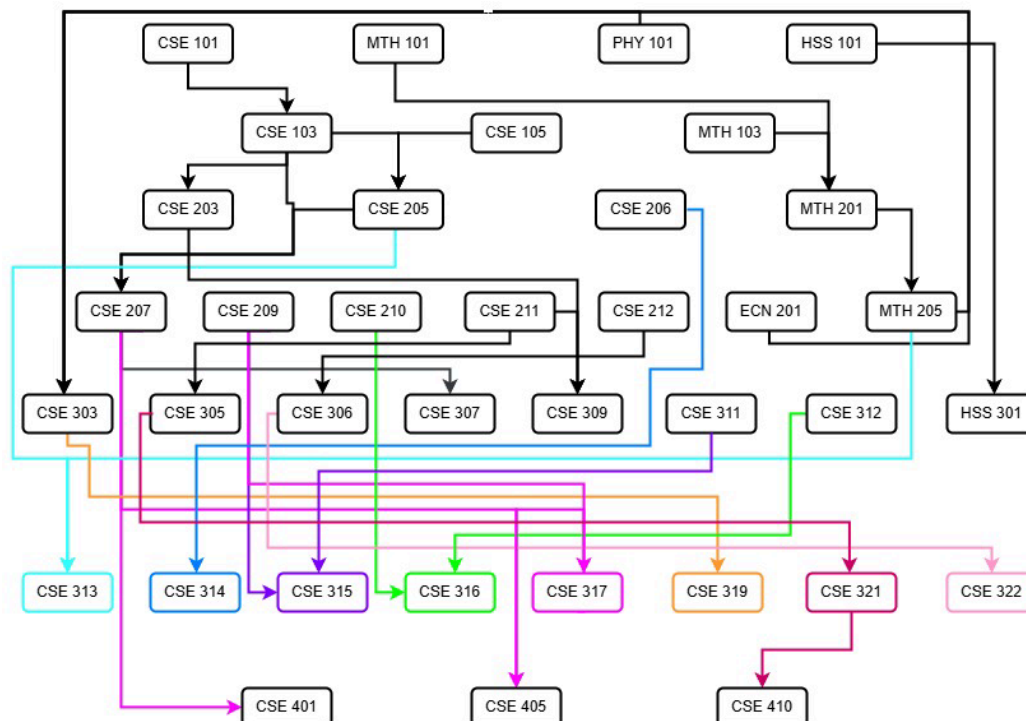 CSE 101
MTH 101
PHY 101
HSS 101
CSE 103
CSE 105
MTH 103
CSE 203
CSE 205
CSE 206
MTH 201
CSE 207
CSE 209
CSE 210
CSE 211
CSE 212
ECN 201
MTH 205
CSE 303
CSE 305
CSE 306
CSE 307
CSE 309
CSE 311
CSE 312
HSS 301
CSE 313
CSE 314
CSE 315
CSE 316
CSE 317
CSE 319
CSE 321
CSE 322
CSE 401
CSE 405
CSE 410